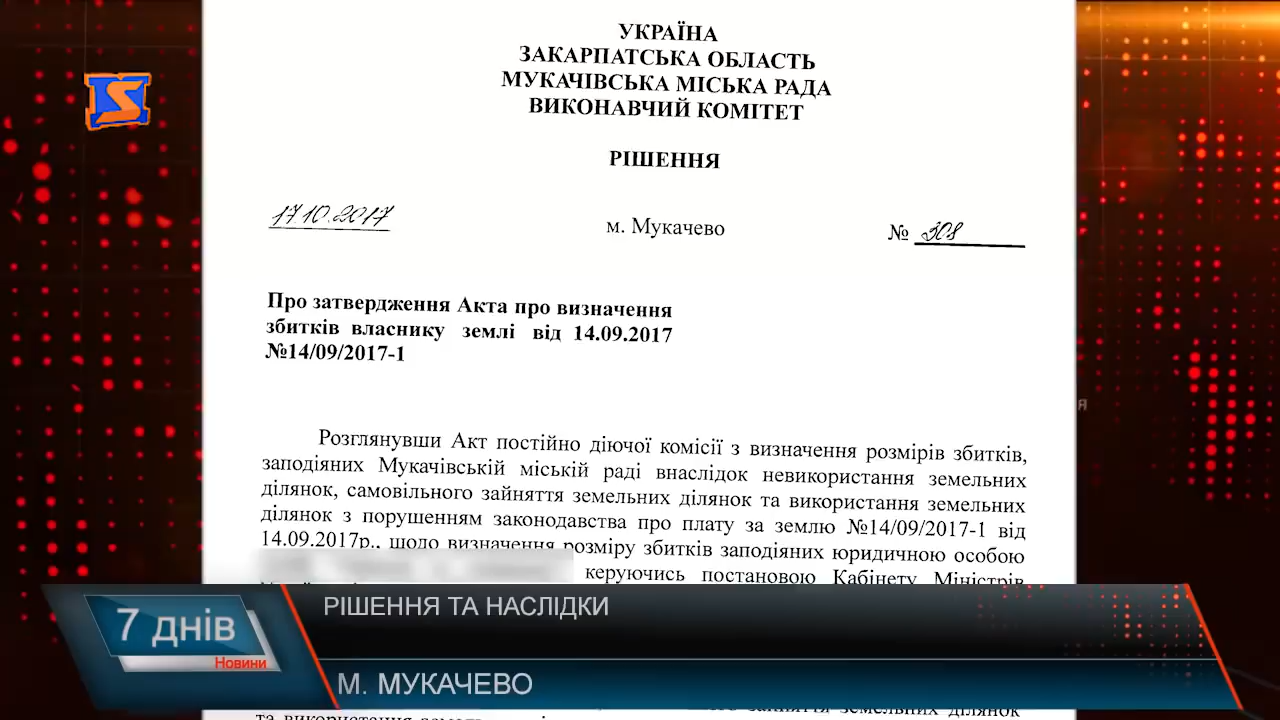 УКРАЇНА
ЗАКАРПАТСЬКА ОБЛАСТЬ
МУКАЧІВСЬКА МІСЬКА РАДА
ВИКОНАВЧИЙ КОМІТЕТ
РІШЕННЯ
17.10.2017 м. Мукачево № 308
Про затвердження Акта про визначення
збитків власнику землі від 14.09.2017
№14/09/2017-1
Розглянувши Акт постійно діючої комісії з визначення розмірів збитків,
заподіяних Мукачівській міській раді внаслідок невикористання земельних
ділянок, самовільного зайняття земельних ділянок та використання земельних
ділянок з порушенням законодавства про плату за землю №14/09/2017-1 від
14.09.2017р., щодо визначення розміру збитків заподіяних юридичною особою
керуючись постановою Кабінету Міністрів
7 днів
Новини
РІШЕННЯ ТА НАСЛІДКИ
М. МУКАЧЕВО